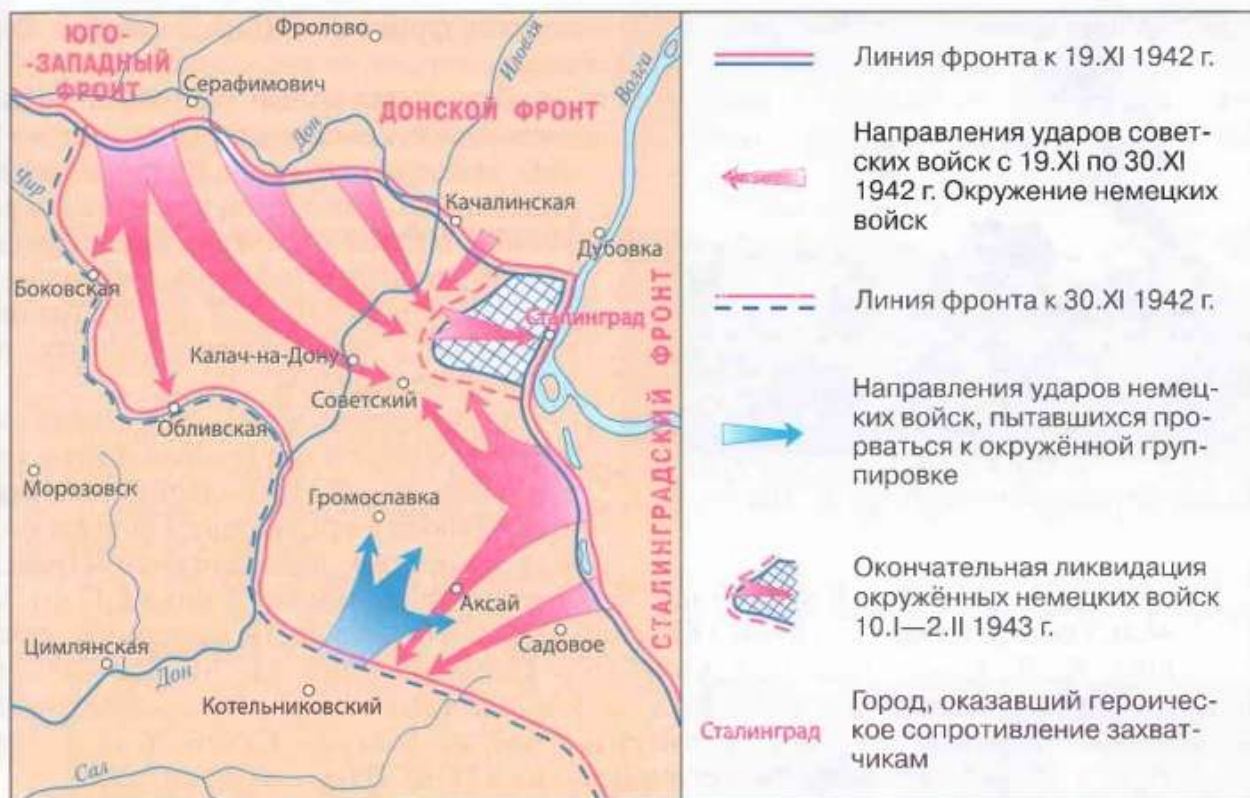 ЮГО-
-ЗАПАДНЫЙ
ФРОНТ
Фролово
Иловля
Волги
Серафимович
ДОНСКОЙ ФРОНТ
Дон
Чир
Качалинская
Дубовка
Боковская
Сталинград
Калач-на-Дону
Советский
Обливская
СТАЛИНГРАДСКИЙ ФРОНТ
Морозовск
Громославка
Аксай
Садовое
Цимлянская
Дон
Котельниковский
Сал
Линия фронта к 19.XI 1942 г.
Направления ударов совет-
ских войск с 19.XI по 30.XI
1942 г. Окружение немецких
войск
Линия фронта к 30.XI 1942 г.
Направления ударов немец-
ких войск, пытавшихся про-
рваться к окружённой груп-
пировке
Окончательная ликвидация
окружённых немецких войск
10.I—2.II 1943 г.
Сталинград
Город, оказавший героичес-
кое сопротивление захват-
чикам